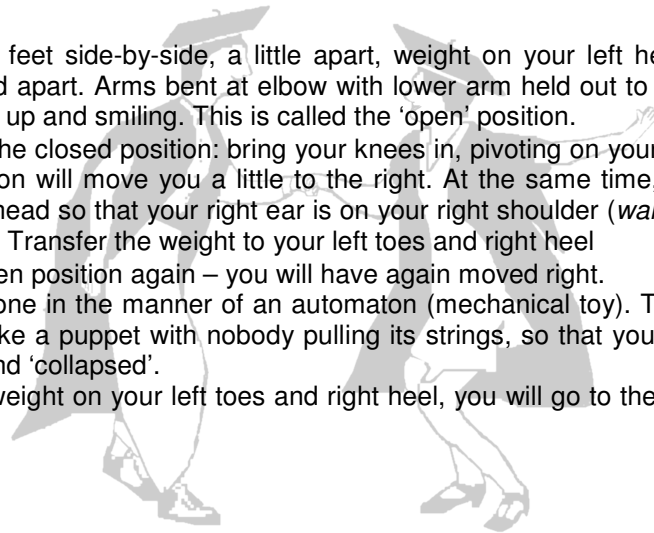 feet side-by-side, a little apart, weight on your left he
d apart. Arms bent at elbow with lower arm held out to
up and smiling. This is called the ‘open’ position.
he closed position: bring your knees in, pivoting on your
on will move you a little to the right. At the same time,
head so that your right ear is on your right shoulder (wa
Transfer the weight to your left toes and right heel
en position again – you will have again moved right.
one in the manner of an automaton (mechanical toy). T
ke a puppet with nobody pulling its strings, so that you
nd ‘collapsed’.
weight on your left toes and right heel, you will go to the